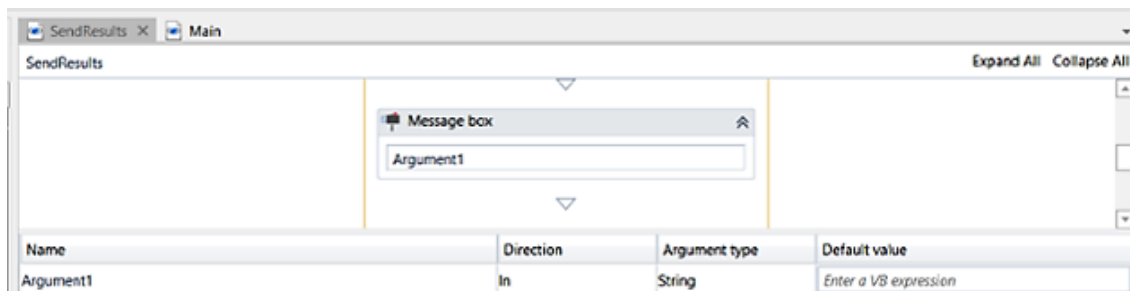 SendResults Main
SendResults Expand All Collapse All
Message box
Argument1
Name Direction Argument type Default value
Argument1 In String Enter a VB expression